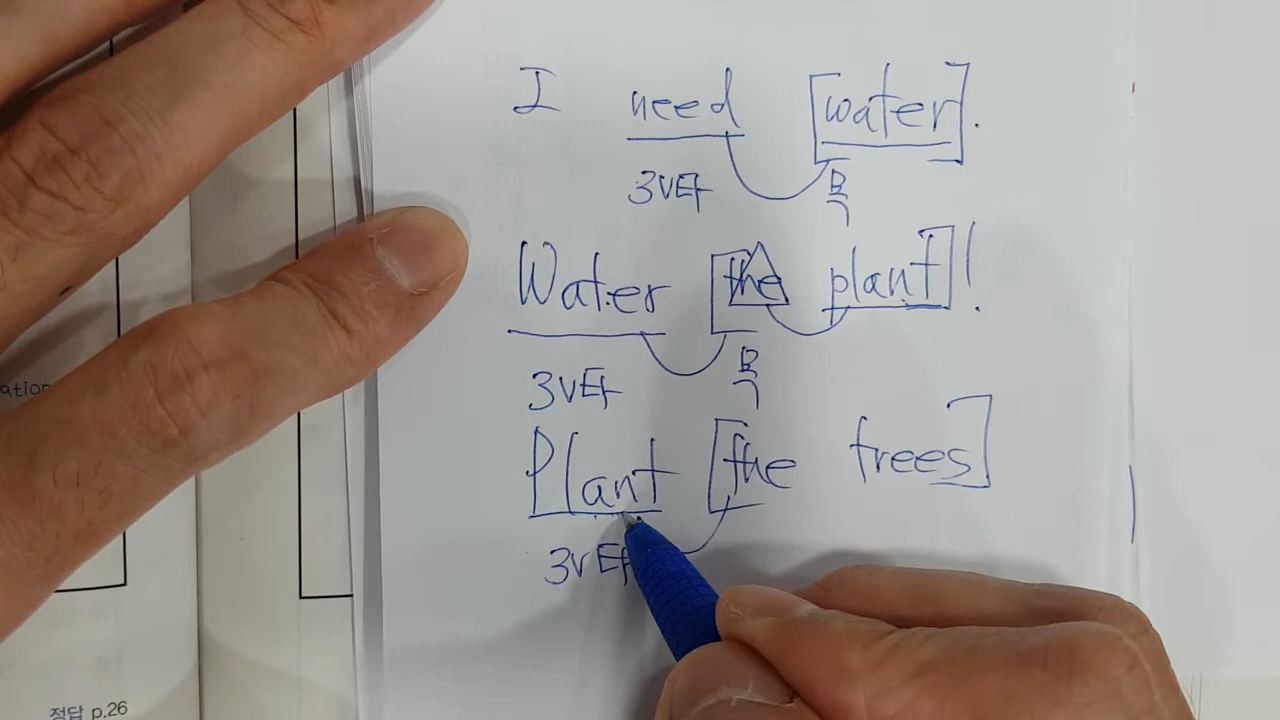 I need [water].
3V타 목
Water [the plant]!
3V타 목
Plant [the trees]
3V타
ation
정답 p.26